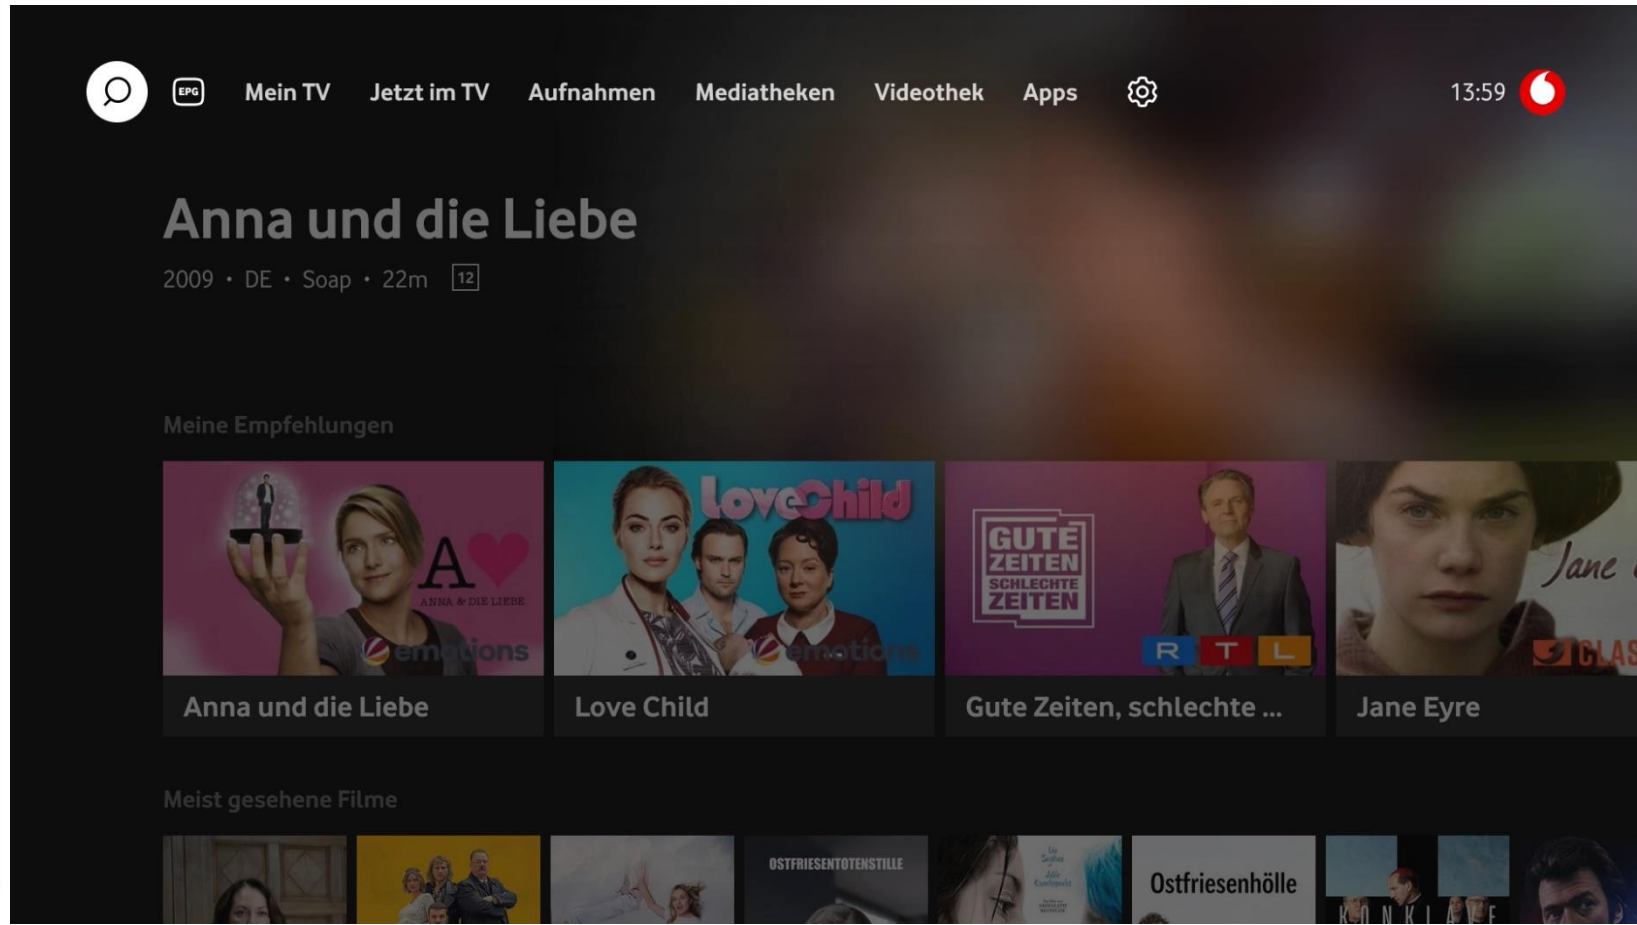 EPG Mein TV Jetzt im TV Aufnahmen Mediatheken Videothek Apps 13:59
Anna und die Liebe
2009 • DE • Soap • 22m 12
Meine Empfehlungen
A
ANNA & DIE LIEBE
emotions
LoveChild
emotions
GUTE
ZEITEN
SCHLECHTE
ZEITEN
RTL
Jane
CLAS
Anna und die Liebe
Love Child
Gute Zeiten, schlechte ...
Jane Eyre
Meist gesehene Filme
OSTFRIESENTOTENSTILLE
Ostfriesenhölle
KONKLAVE